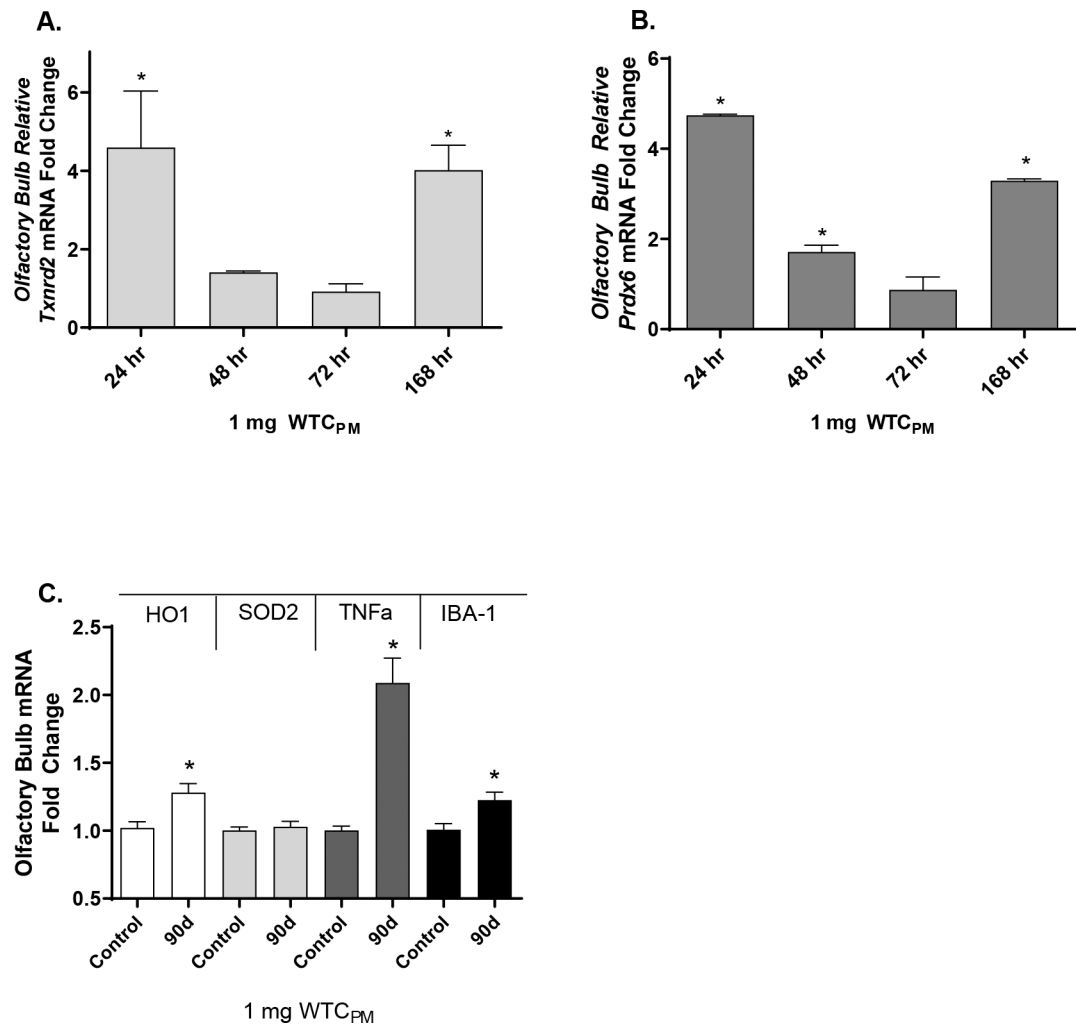 A.
Olfactory Bulb Relative
Txnrd2 mRNA Fold Change
6
4
2
0
*
*
24 hr
48 hr
72 hr
168 hr
1 mg WTCPM
B.
Olfactory Bulb Relative
Prdx6 mRNA Fold Change
6
4
2
0
*
*
*
24 hr
48 hr
72 hr
168 hr
1 mg WTCPM
C.
HO1 SOD2 TNFa IBA-1
Olfactory Bulb mRNA
Fold Change
2.5
2.0
1.5
1.0
0.5
*
*
*
Control
90d
Control
90d
Control
90d
Control
90d
1 mg WTCPM